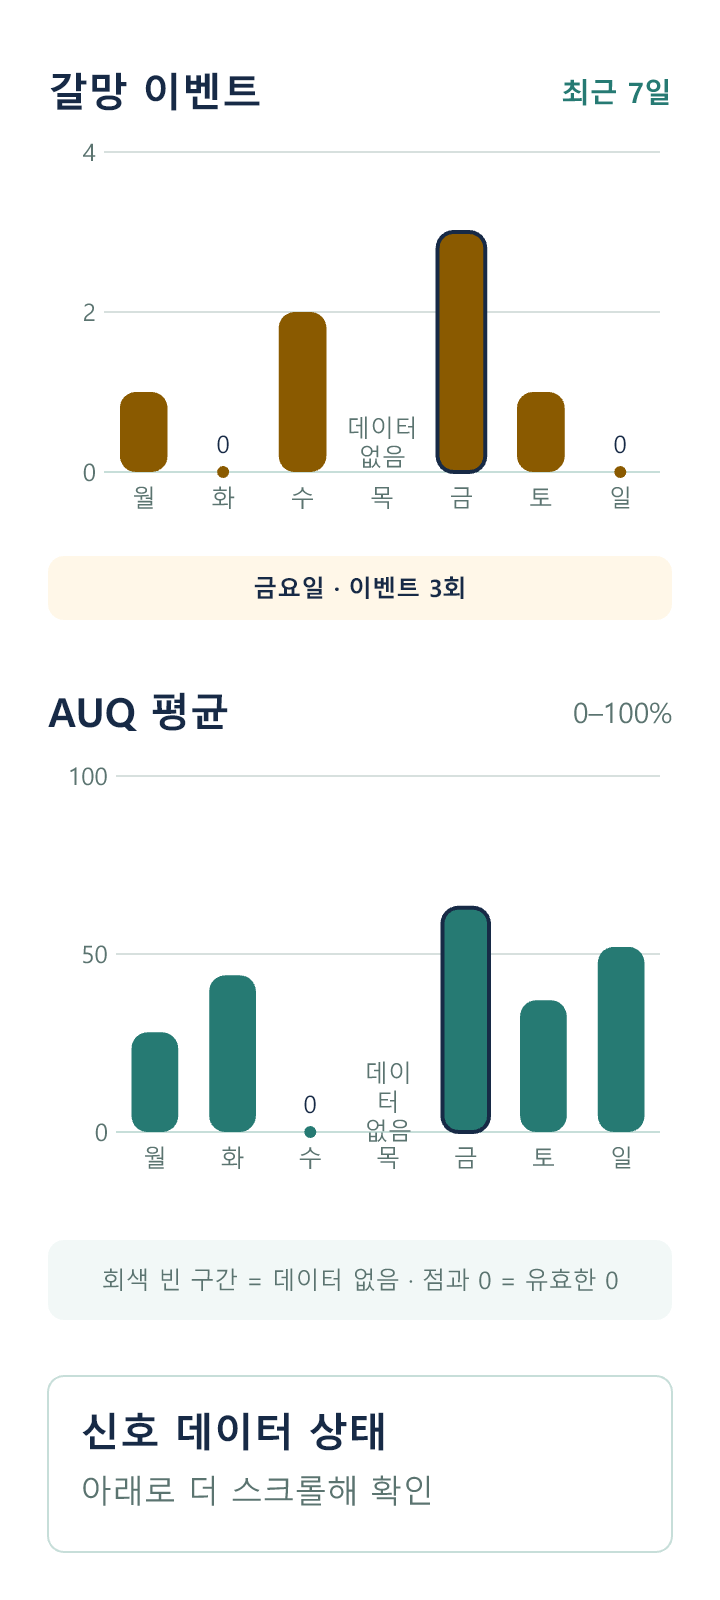 갈망 이벤트
최근 7일
4
2
0
0
데이터
없음
0
월 화 수 목 금 토 일
금요일 · 이벤트 3회
AUQ 평균
0–100%
100
50
0
0
데이
터
없음
월 화 수 목 금 토 일
회색 빈 구간 = 데이터 없음 · 점과 0 = 유효한 0
신호 데이터 상태
아래로 더 스크롤해 확인